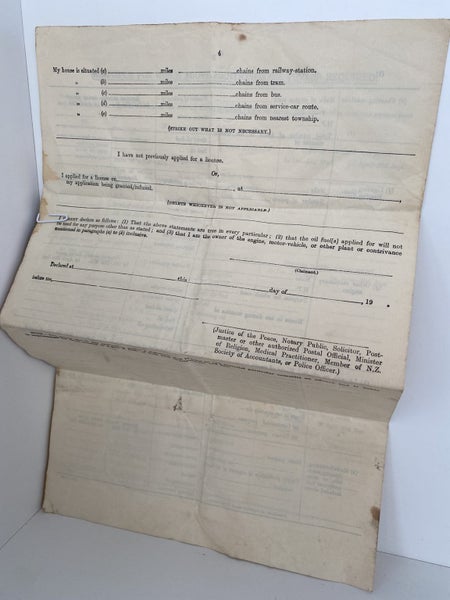 4
My house is situated (a) miles chains from railway-station.
„ (b) miles chains from tram.
„ (c) miles chains from bus.
„ (d) miles chains from service-car route.
„ (e) miles chains from nearest township.
(STRIKE OUT WHAT IS NOT NECESSARY.)
I have not previously applied for a license.
Or,
I applied for a license on , at ,
my application being granted/refused.
(DELETE WHICHEVER IS NOT APPLICABLE.)
declare as follows: (1) That the above statements are true in every particular; (2) that the oil fuel(s) applied for will not
be used for any purpose other than as stated; and (3) that I am the owner of the engine, motor-vehicle, or other plant or contrivance
mentioned in paragraphs (a) to (d) inclusive.
(Claimant.)
Declared at this day of , 19 .
before me,
(Justice of the Peace, Notary Public, Solicitor, Post-
master or other authorized Postal Official, Minister
of Religion, Medical Practitioner, Member of N.Z.
Society of Accountants, or Police Officer.)